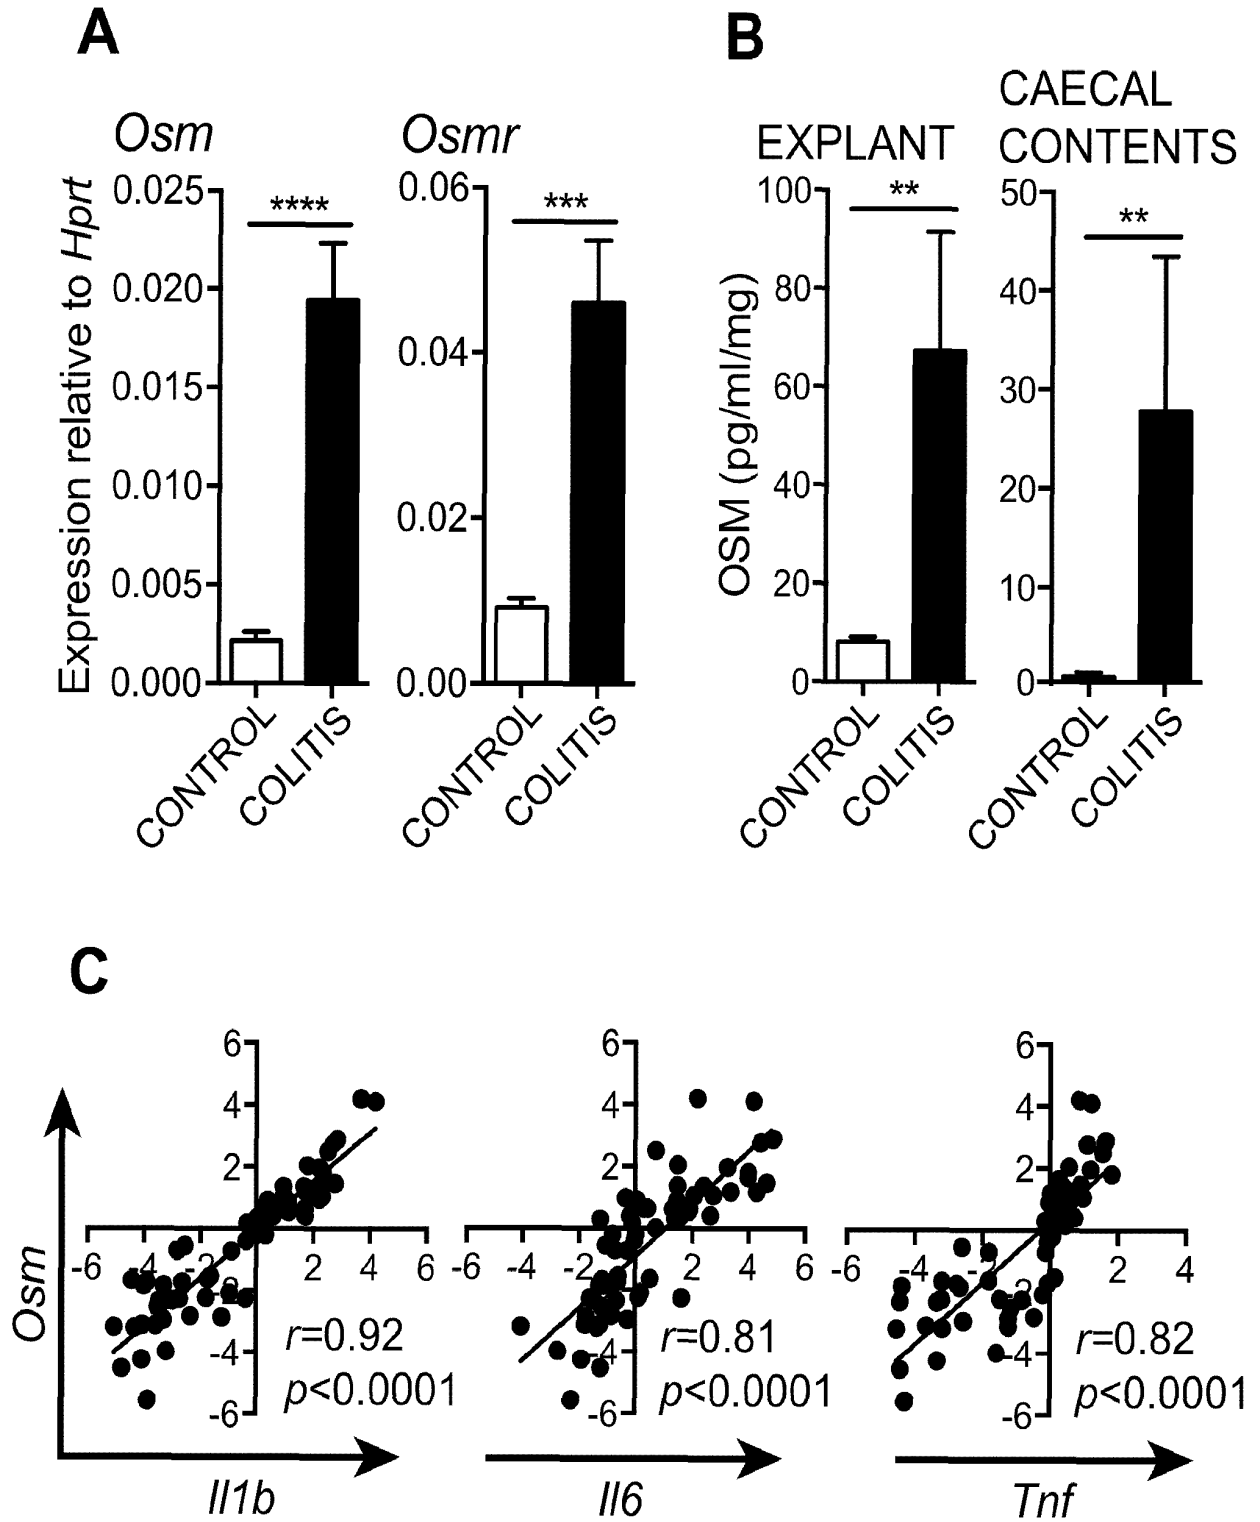 A
B
Osm
Osmr
EXPLANT
CAECAL
CONTENTS
Expression relative to Hprt
0.025
0.020
0.015
0.010
0.005
0.000
****
CONTROL
COLITIS
0.06
0.04
0.02
0.00
***
CONTROL
COLITIS
OSM (pg/ml/mg)
100
80
60
40
20
0
**
CONTROL
COLITIS
50
40
30
20
10
0
**
CONTROL
COLITIS
C
Osm
6
4
2
-6 -4 -2 2 4 6
-2
-4
-6
r=0.92
p<0.0001
Il1b
6
4
2
-6 -4 -2 2 4 6
-4
-6
r=0.81
p<0.0001
Il6
6
4
2
-6 -4 -2 2 4
-2
-4
-6
r=0.82
p<0.0001
Tnf